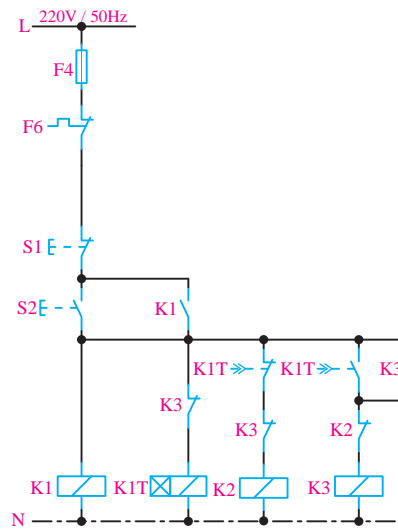 220V / 50Hz
L
F4
F6
S1
S2 K1
K1T K1T K3
K3 K3 K2
K1 K1T K2 K3
N